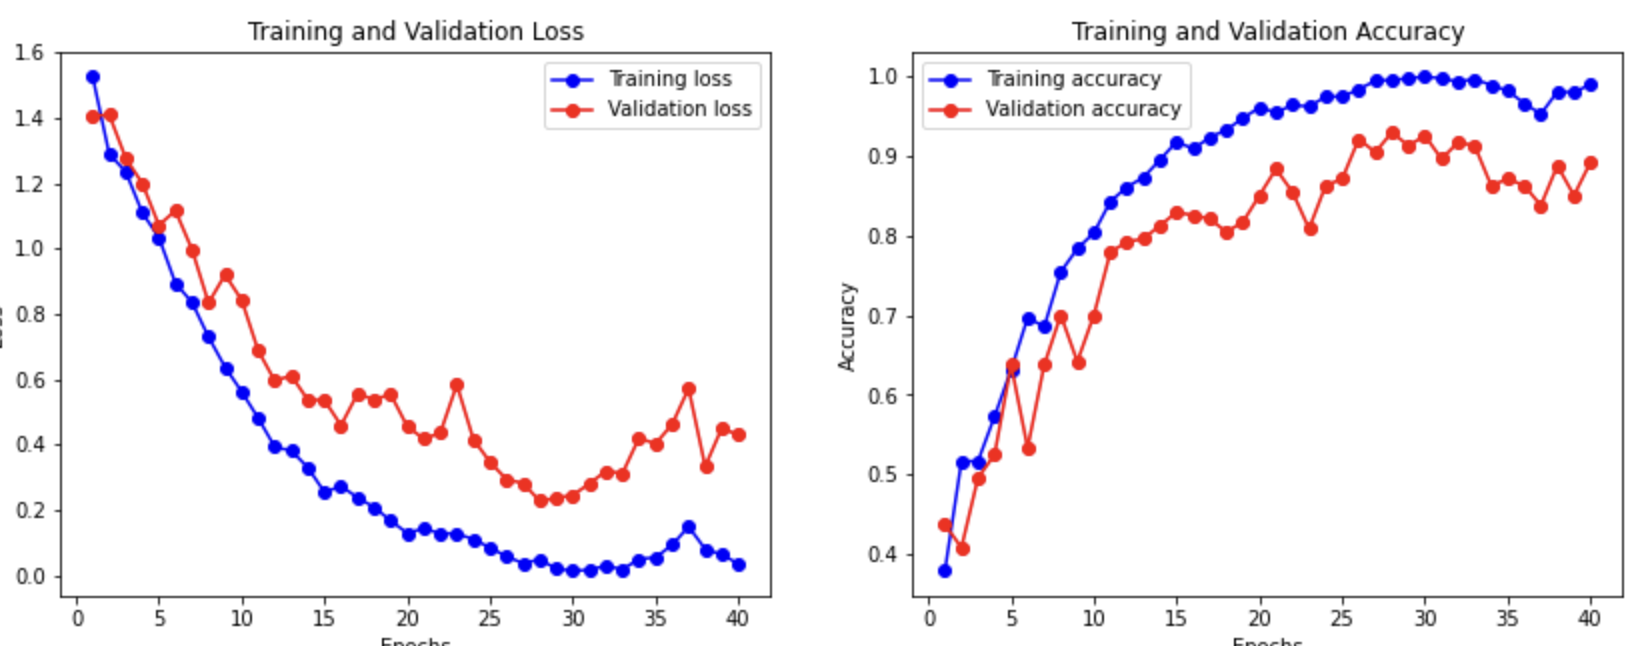 Training and Validation Loss
1.6
1.4
1.2
1.0
0.8
0.6
0.4
0.2
0.0
Training loss
Validation loss
0 5 10 15 20 25 30 35 40
Epochs
Training and Validation Accuracy
Accuracy
1.0
0.9
0.8
0.7
0.6
0.5
0.4
Training accuracy
Validation accuracy
0 5 10 15 20 25 30 35 40
Epochs